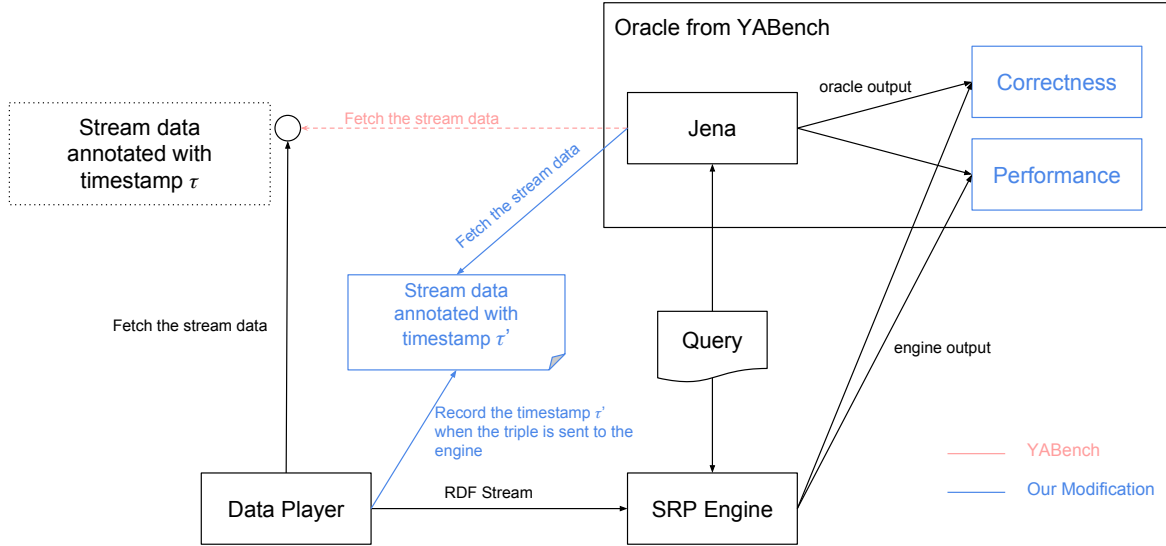 Oracle from YABench
Correctness
oracle output
Stream data
annotated with
timestamp τ
Fetch the stream data
Jena
Performance
Fetch the stream data
Stream data
annotated with
timestamp τ’
Fetch the stream data
Query
engine output
Record the timestamp τ’
when the triple is sent to the
engine
YABench
Our Modification
Data Player
RDF Stream
SRP Engine